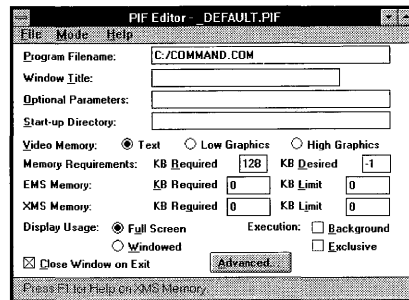 PIF Editor - _DEFAULT.PIF
File Mode Help
Program Filename: C:/COMMAND.COM
Window Title:
Optional Parameters:
Start-up Directory:
Video Memory: Text Low Graphics High Graphics
Memory Requirements: KB Required 128 KB Desired -1
EMS Memory: KB Required 0 KB Limit 0
XMS Memory: KB Required 0 KB Limit 0
Display Usage: Full Screen Execution: Background
Windowed Exclusive
Close Window on Exit Advanced...
Press F1 for Help on XMS Memory.